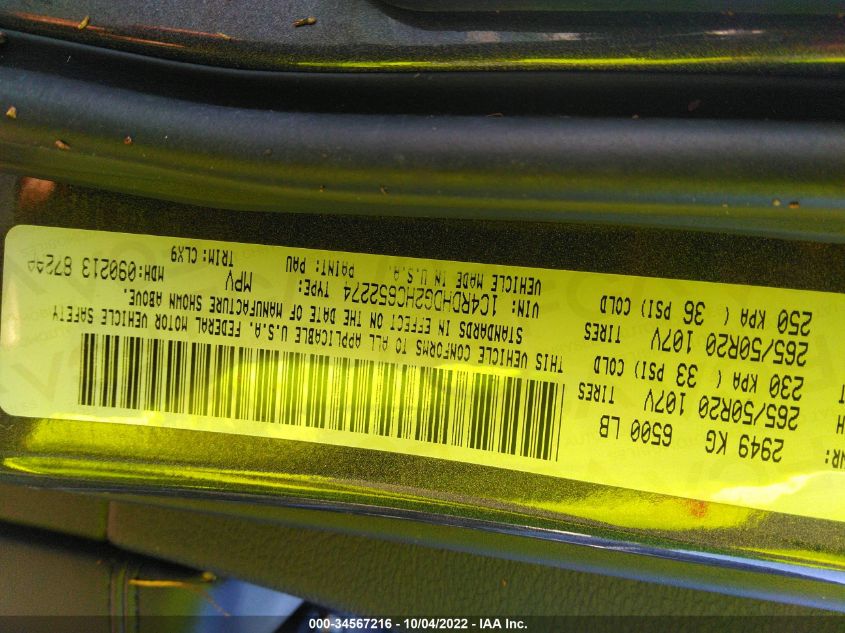 2949 KG 6500 LB
265/50R20 107V TIRES
230 KPA ( 33 PSI) COLD
265/50R20 107V TIRES
250 KPA ( 36 PSI) COLD
THIS VEHICLE CONFORMS TO ALL APPLICABLE U.S.A. FEDERAL MOTOR VEHICLE SAFETY
STANDARDS IN EFFECT ON THE DATE OF MANUFACTURE SHOWN ABOVE.
VIN: 1C4RDHDG2HC652274 TYPE: MPV MDH:090213
VEHICLE MADE IN U.S.A. PAINT: PAU TRIM: CLX9
000-34567216 - 10/04/2022 - IAA Inc.